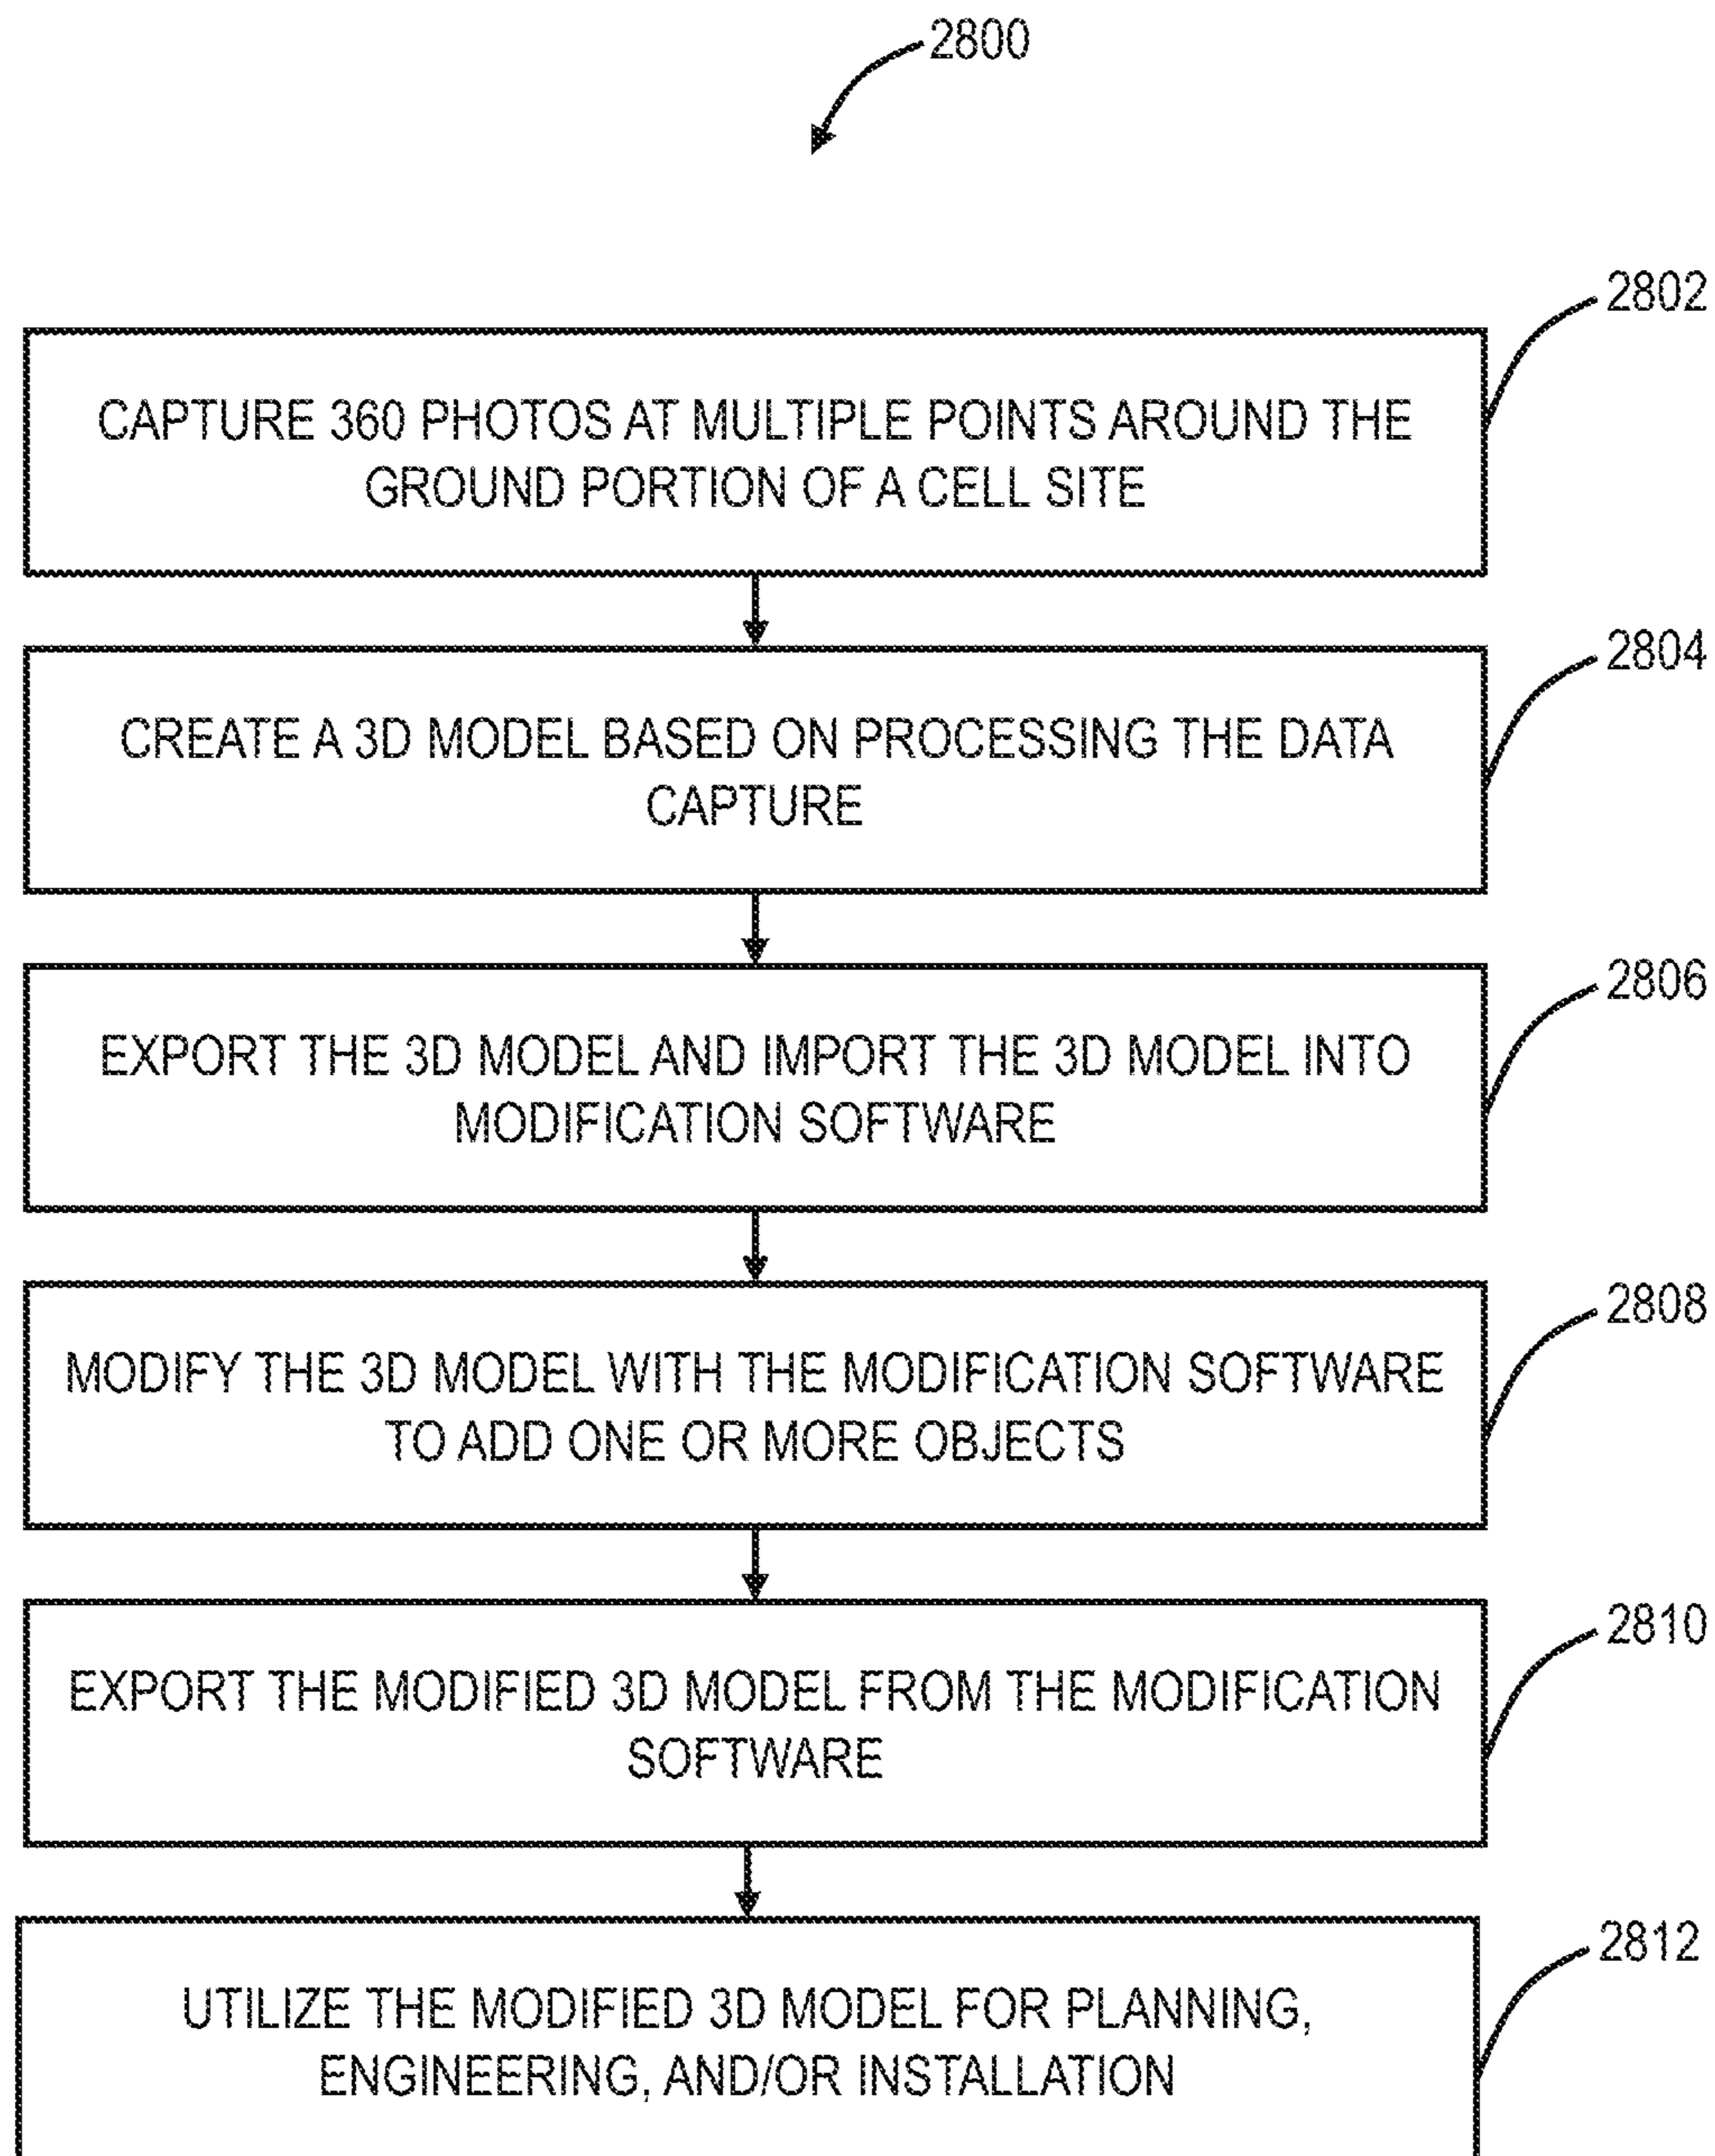 2800
2802
CAPTURE 360 PHOTOS AT MULTIPLE POINTS AROUND THE
GROUND PORTION OF A CELL SITE
2804
CREATE A 3D MODEL BASED ON PROCESSING THE DATA
CAPTURE
2806
EXPORT THE 3D MODEL AND IMPORT THE 3D MODEL INTO
MODIFICATION SOFTWARE
2808
MODIFY THE 3D MODEL WITH THE MODIFICATION SOFTWARE
TO ADD ONE OR MORE OBJECTS
2810
EXPORT THE MODIFIED 3D MODEL FROM THE MODIFICATION
SOFTWARE
2812
UTILIZE THE MODIFIED 3D MODEL FOR PLANNING,
ENGINEERING, AND/OR INSTALLATION